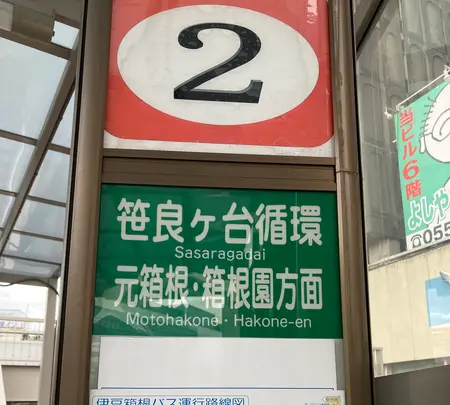 2
笹良ヶ台循環
Sasaragadai
元箱根・箱根園方面
Motohakone・Hakone-en
伊豆箱根バス運行路線図
当ビル6階
よしや
☎055